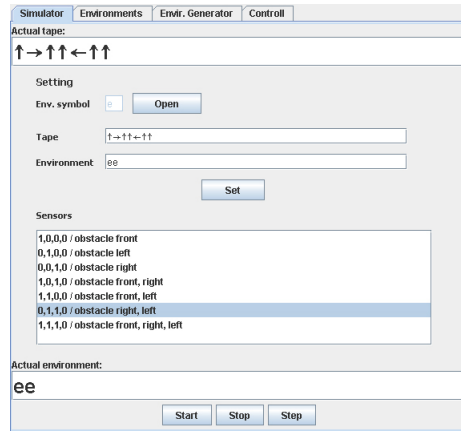 Simulator Environments Envir. Generator Controll
Actual tape:
↑→↑↑←↑↑
Setting
Env. symbol e Open
Tape ↑→↑↑←↑↑
Environment ee
Set
Sensors
1,0,0,0 / obstacle front
0,1,0,0 / obstacle left
0,0,1,0 / obstacle right
1,0,1,0 / obstacle front, right
1,1,0,0 / obstacle front, left
0,1,1,0 / obstacle right, left
1,1,1,0 / obstacle front, right, left
Actual environment:
ee
Start Stop Step